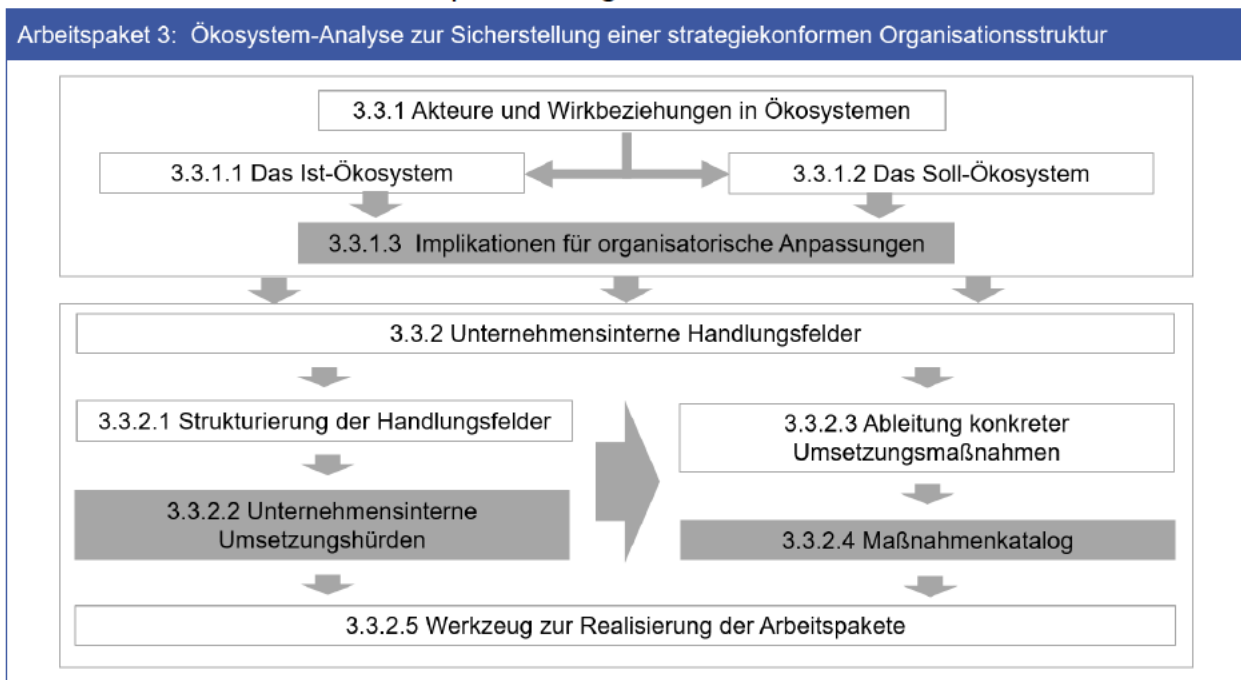 Arbeitspaket 3: Ökosystem-Analyse zur Sicherstellung einer strategiekonformen Organisationsstruktur
3.3.1 Akteure und Wirkbeziehungen in Ökosystemen
3.3.1.1 Das Ist-Ökosystem
3.3.1.2 Das Soll-Ökosystem
3.3.1.3 Implikationen für organisatorische Anpassungen
3.3.2 Unternehmensinterne Handlungsfelder
3.3.2.1 Strukturierung der Handlungsfelder
3.3.2.2 Unternehmensinterne
Umsetzungshürden
3.3.2.3 Ableitung konkreter
Umsetzungsmaßnahmen
3.3.2.4 Maßnahmenkatalog
3.3.2.5 Werkzeug zur Realisierung der Arbeitspakete